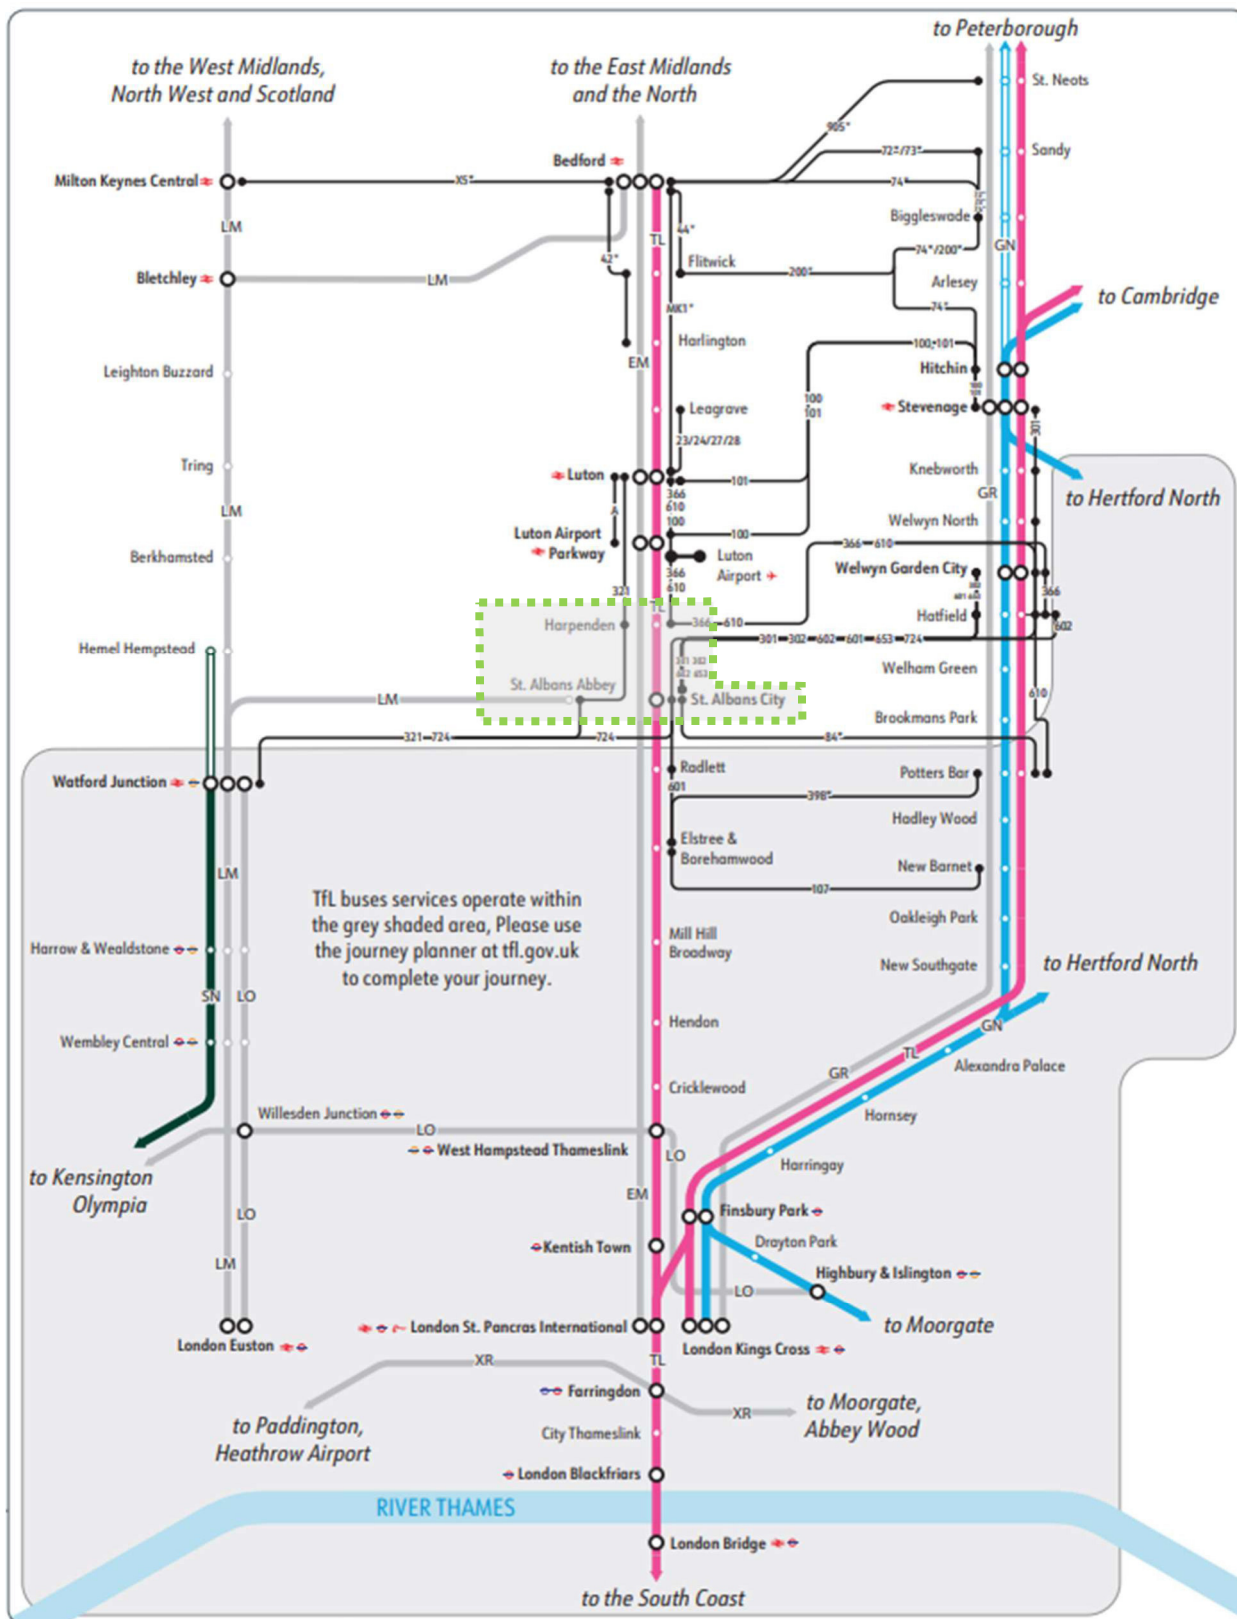 to Peterborough
to the West Midlands,
North West and Scotland
to the East Midlands
and the North
St. Neots
905*
Bedford
72*/73*
Sandy
Milton Keynes Central
X5*
74*
Biggleswade
LM
TL
44*
74*/200*
GN
42*
Flitwick
200*
Bletchley
LM
Arlesey
to Cambridge
MK1*
74*
Harlington
100,101
EM
Hitchin
Leighton Buzzard
100
101
100
101
Leagrave
Stevenage
301
23/24/27/28
Tring
Luton
101
Knebworth
to Hertford North
366
610
100
GR
LM
A
Welwyn North
Luton Airport
Parkway
100
366 610
Berkhamsted
Luton
Airport
Welwyn Garden City
366
610
321
366
TL
Harpenden
366 610
Hatfield
602
Hemel Hempstead
301 302 602 601 653 724
Welham Green
St. Albans Abbey
LM
St. Albans City
610
Brookmans Park
321 724
724
84*
Watford Junction
Radlett
Potters Bar
601
398*
Hadley Wood
Elstree &
Borehamwood
LM
New Barnet
107
TfL buses services operate within
the grey shaded area, Please use
the journey planner at tfl.gov.uk
to complete your journey.
Oakleigh Park
Mill Hill
Broadway
Harrow & Wealdstone
New Southgate
to Hertford North
SN
LO
Hendon
GN
Wembley Central
TL
Alexandra Palace
GR
Cricklewood
Hornsey
Willesden Junction
LO
West Hampstead Thameslink
LO
Harringay
to Kensington
Olympia
EM
LO
Finsbury Park
Kentish Town
Drayton Park
LM
Highbury & Islington
LO
London St. Pancras International
to Moorgate
London Euston
London Kings Cross
XR
TL
Farringdon
to Moorgate,
Abbey Wood
XR
to Paddington,
Heathrow Airport
City Thameslink
London Blackfriars
RIVER THAMES
London Bridge
to the South Coast